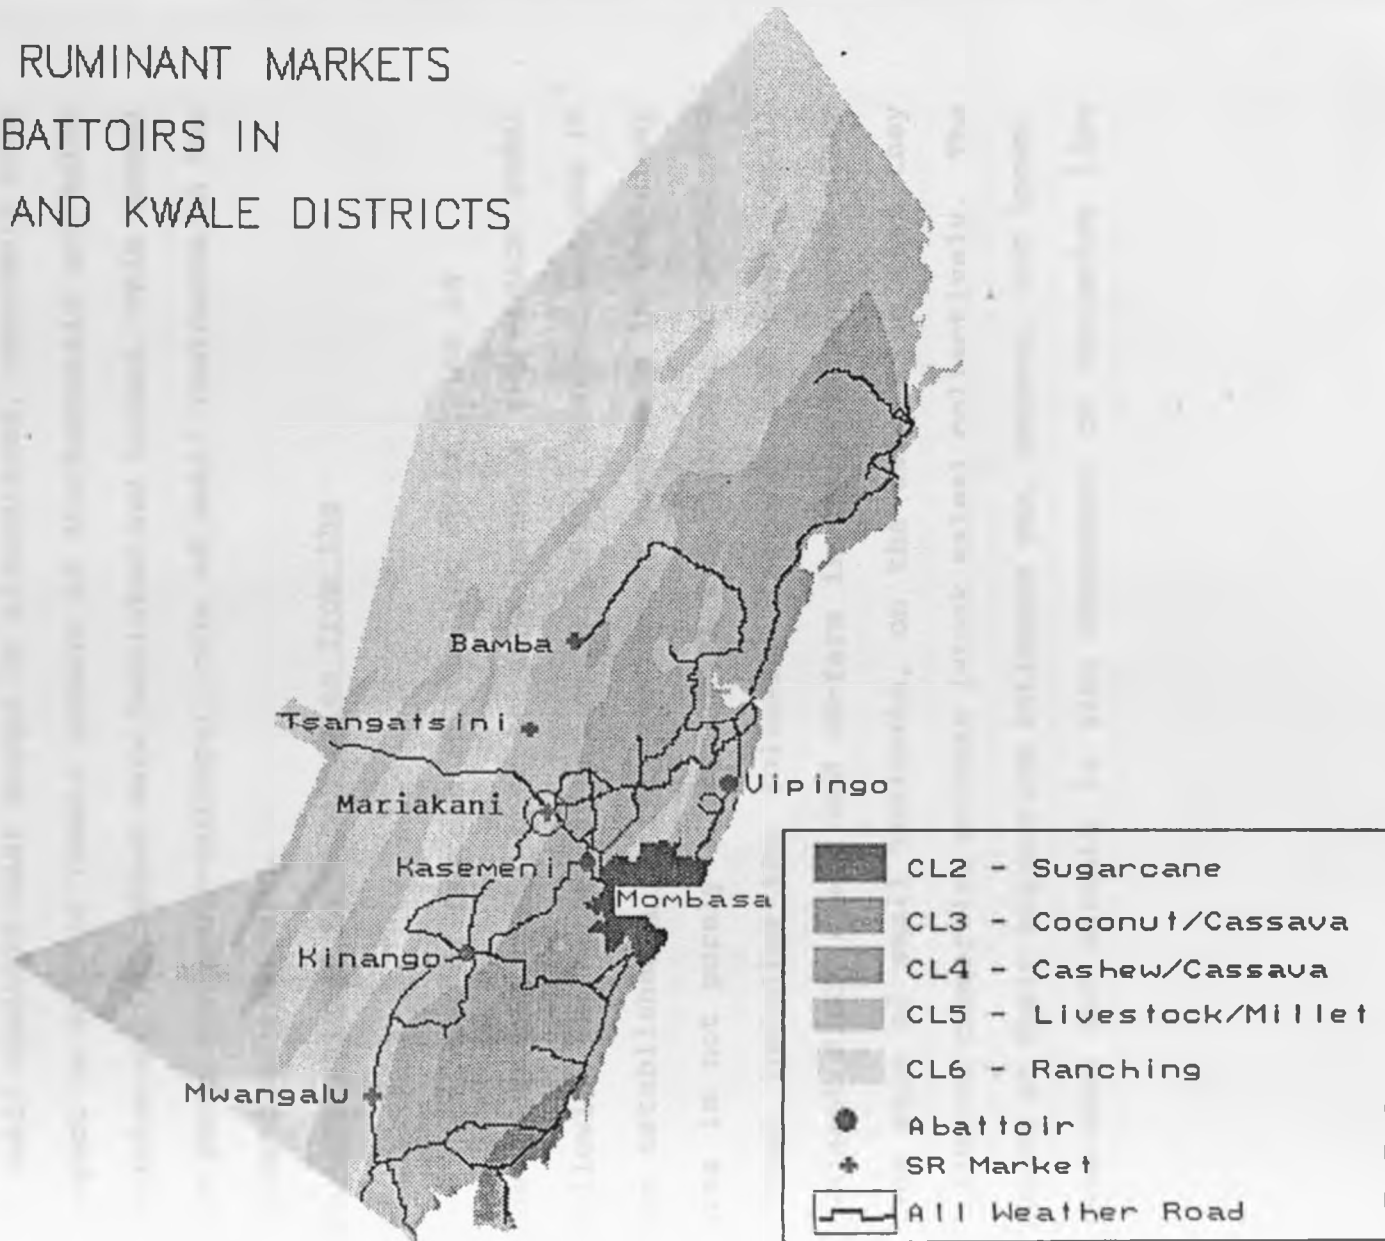 RUMINANT MARKETS
BATTOIRS IN
AND KWALE DISTRICTS
Bamba
Tsangatsini
Vipingo
Mariakani
Kasemeni
Mombasa
Kinango
Mwangalu
CL2 - Sugarcane
CL3 - Coconut/Cassava
CL4 - Cashew/Cassava
CL5 - Livestock/Millet
CL6 - Ranching
Abattoir
SR Market
All Weather Road